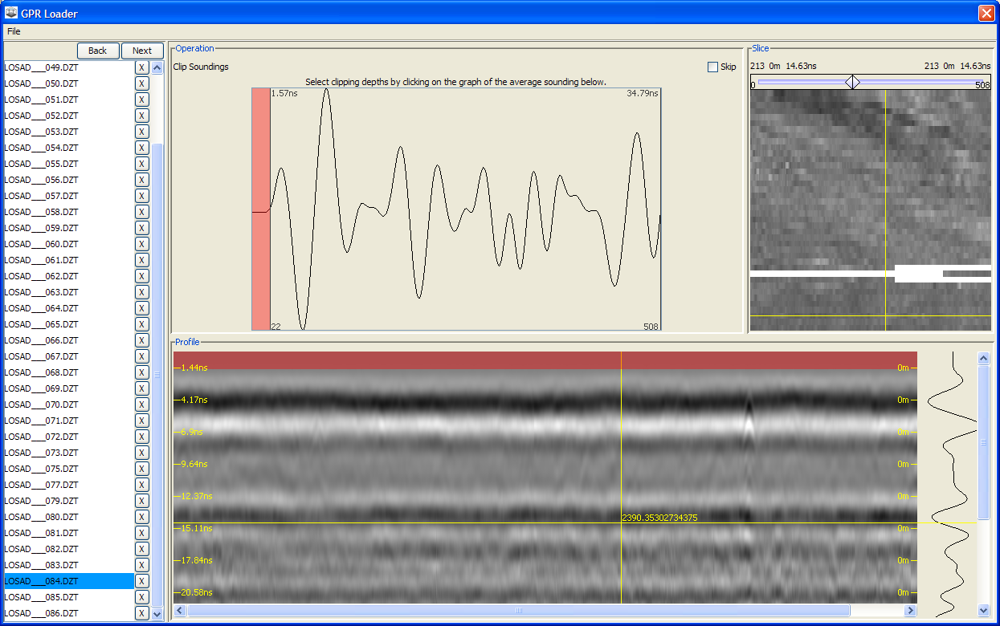 GPR Loader
File
Back Next
LOSAD___049.DZT X
LOSAD___050.DZT X
LOSAD___051.DZT X
LOSAD___052.DZT X
LOSAD___053.DZT X
LOSAD___054.DZT X
LOSAD___055.DZT X
LOSAD___056.DZT X
LOSAD___057.DZT X
LOSAD___058.DZT X
LOSAD___059.DZT X
LOSAD___060.DZT X
LOSAD___061.DZT X
LOSAD___062.DZT X
LOSAD___063.DZT X
LOSAD___064.DZT X
LOSAD___065.DZT X
LOSAD___066.DZT X
LOSAD___067.DZT X
LOSAD___068.DZT X
LOSAD___069.DZT X
LOSAD___070.DZT X
LOSAD___071.DZT X
LOSAD___072.DZT X
LOSAD___073.DZT X
LOSAD___075.DZT X
LOSAD___077.DZT X
LOSAD___079.DZT X
LOSAD___080.DZT X
LOSAD___081.DZT X
LOSAD___082.DZT X
LOSAD___083.DZT X
LOSAD___084.DZT X
LOSAD___085.DZT X
LOSAD___086.DZT X
Operation
Clip Soundings Skip
Select clipping depths by clicking on the graph of the average sounding below.
1.57ns 34.79ns
22 508
Slice
213 0m 14.63ns 213 0m 14.63ns
0 508
Profile
1.44ns 0m
4.17ns 0m
6.9ns 0m
9.64ns 0m
12.37ns 0m
2390.35302734375
15.11ns 0m
17.84ns 0m
20.58ns 0m